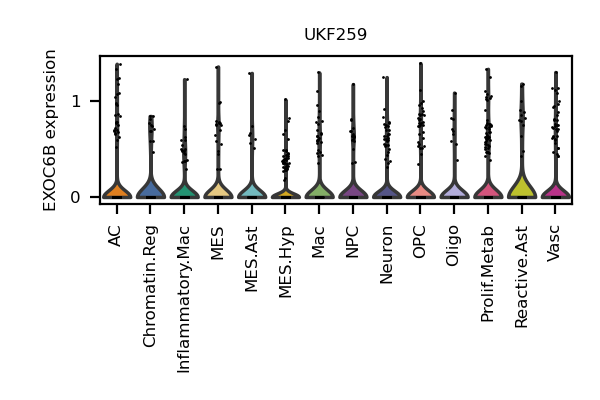 UKF259
EXOC6B expression
1
0
AC
Chromatin.Reg
Inflammatory.Mac
MES
MES.Ast
MES.Hyp
Mac
NPC
Neuron
OPC
Oligo
Prolif.Metab
Reactive.Ast
Vasc